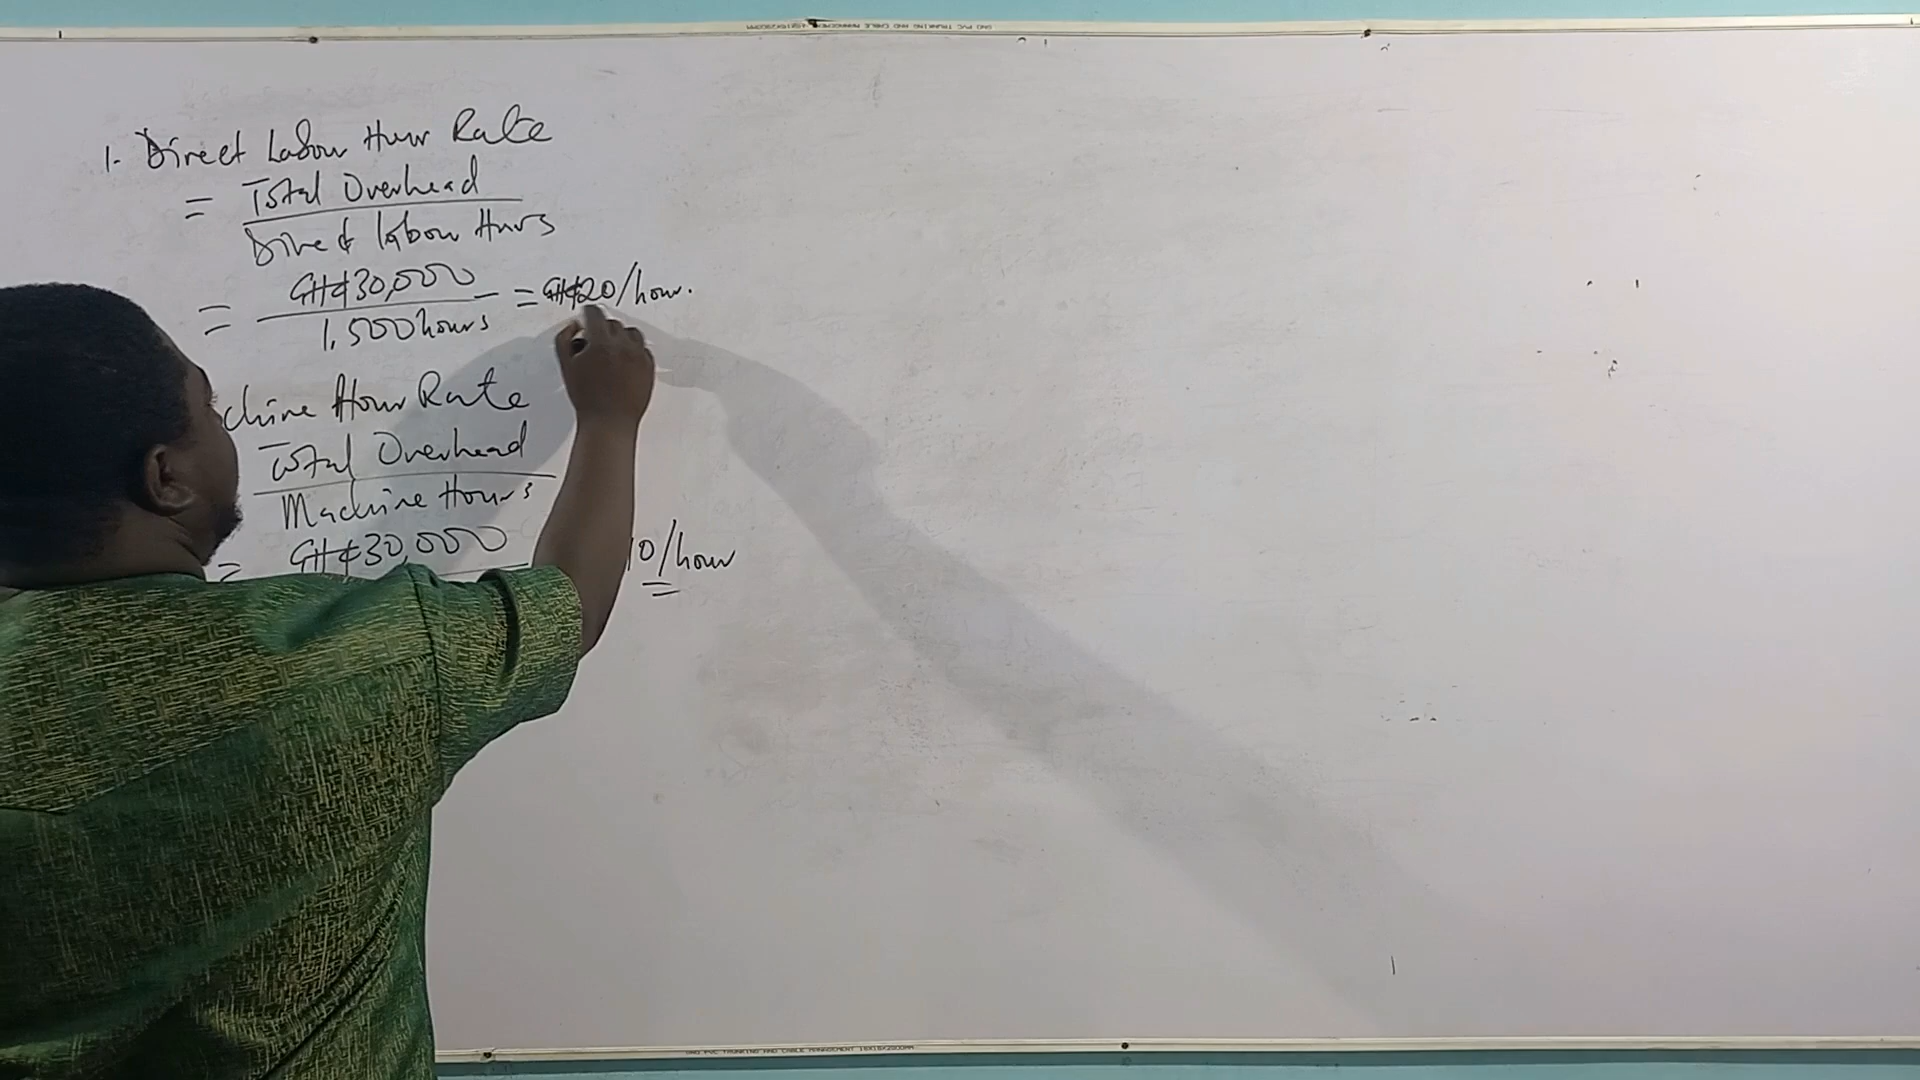 1. Direct Labour Hour Rate
= Total Overhead
Direct labour Hours
= GH¢30,000 = GH¢20/hour.
1,500 hours
chine Hour Rate
Total Overhead
Machine Hours
= GH¢30,000 10/hour